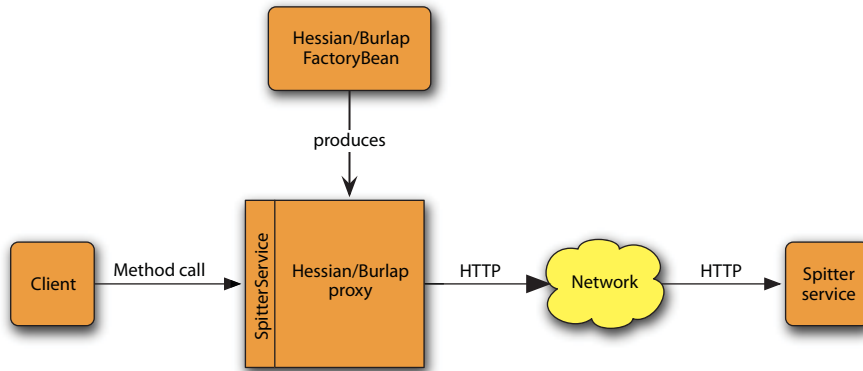 Hessian/Burlap
FactoryBean
produces
Client
Method call
SpitterService
Hessian/Burlap
proxy
HTTP
Network
HTTP
Spitter
service